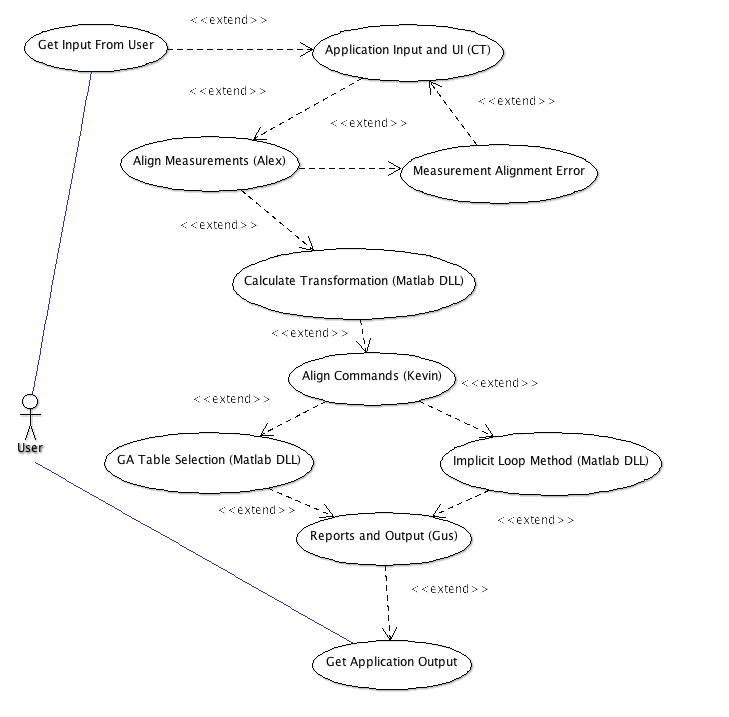 <<extend>>
Get Input From User
Application Input and UI (CT)
<<extend>>
<<extend>>
<<extend>>
Align Measurements (Alex)
Measurement Alignment Error
<<extend>>
Calculate Transformation (Matlab DLL)
<<extend>>
Align Commands (Kevin)
<<extend>>
<<extend>>
User
GA Table Selection (Matlab DLL)
Implicit Loop Method (Matlab DLL)
<<extend>>
<<extend>>
Reports and Output (Gus)
<<extend>>
Get Application Output